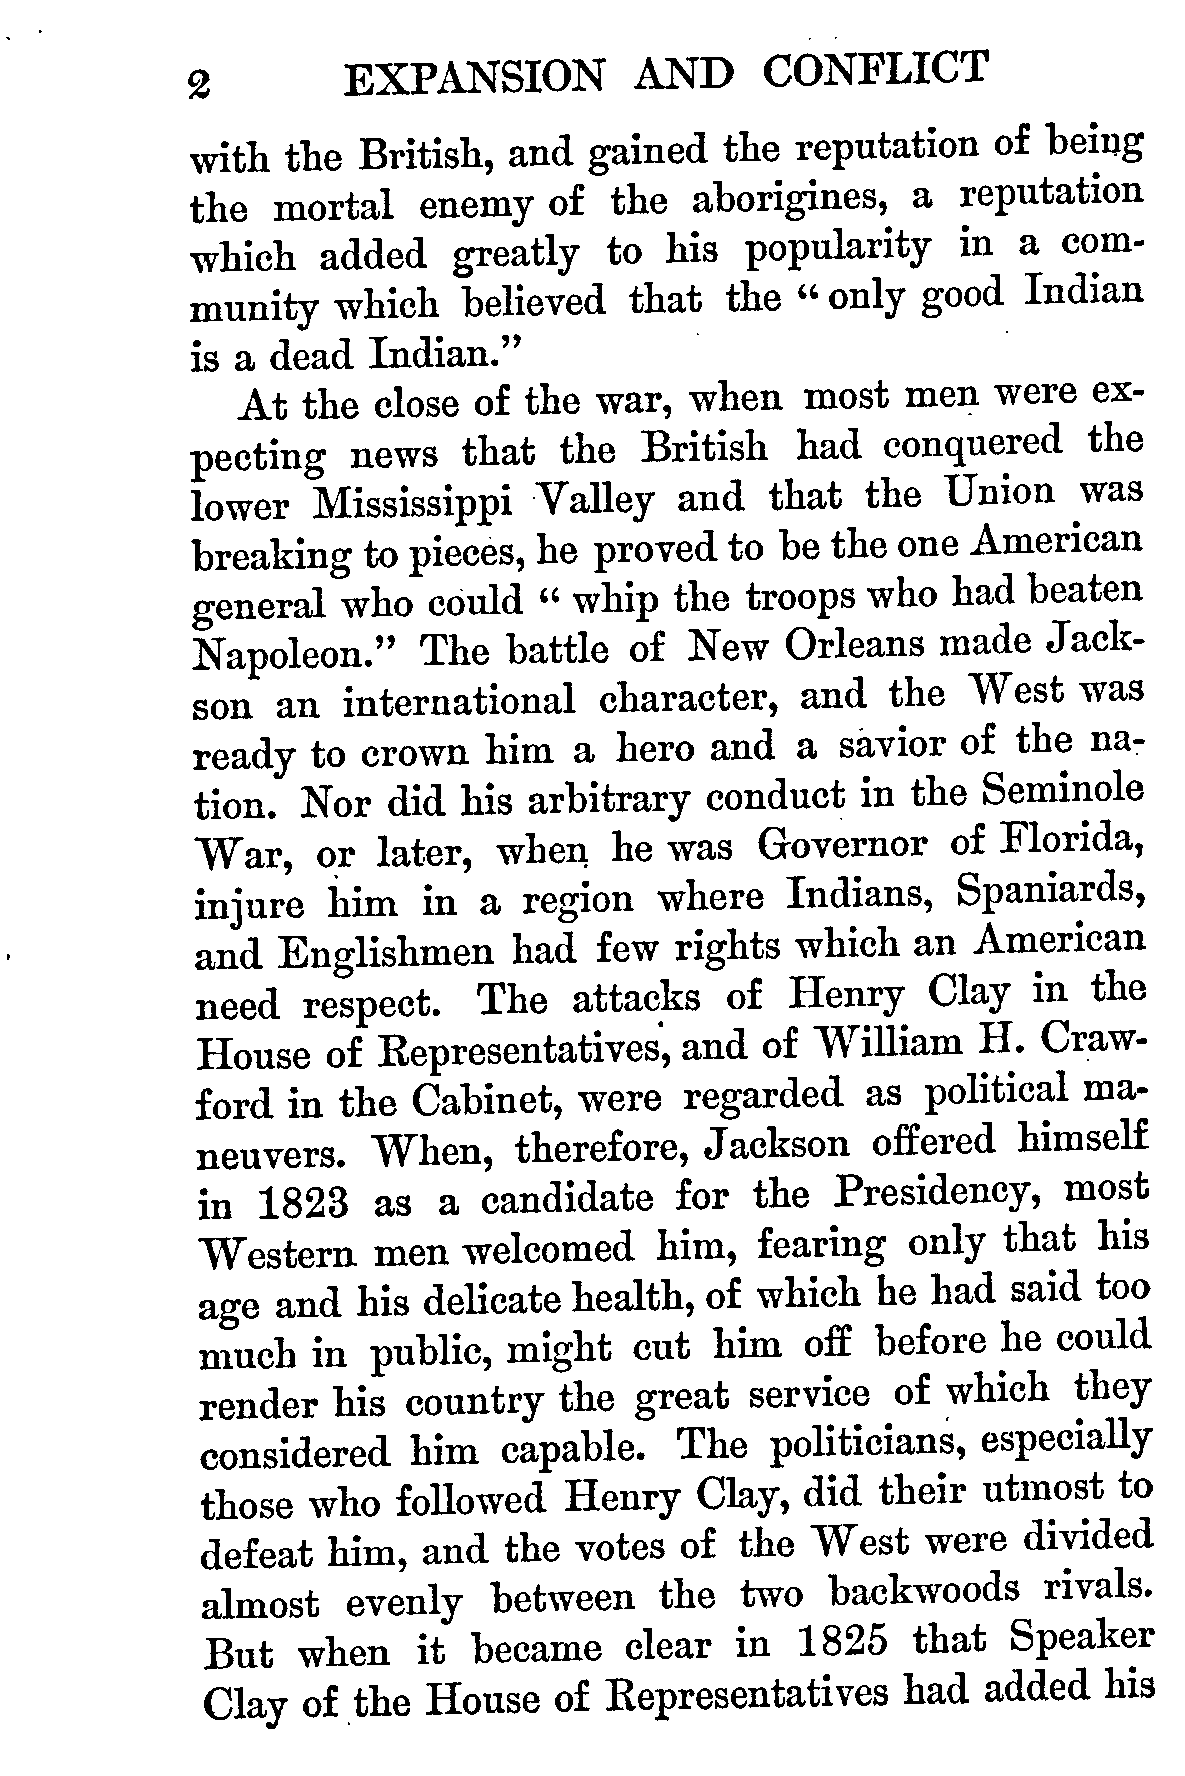 2 EXPANSION AND CONFLICT
with the British, and gained the reputation of being
the mortal enemy of the aborigines, a reputation
which added greatly to his popularity in a com-
munity which believed that the “ only good Indian
is a dead Indian.”
At the close of the war, when most men were ex-
pecting news that the British had conquered the
lower Mississippi Valley and that the Union was
breaking to pieces, he proved to be the one American
general who could “ whip the troops who had beaten
Napoleon.” The battle of New Orleans made Jack-
son an international character, and the West was
ready to crown him a hero and a savior of the na-
tion. Nor did his arbitrary conduct in the Seminole
War, or later, when he was Governor of Florida,
injure him in a region where Indians, Spaniards,
and Englishmen had few rights which an American
need respect. The attacks of Henry Clay in the
House of Representatives, and of William H. Craw-
ford in the Cabinet, were regarded as political ma-
neuvers. When, therefore, Jackson offered himself
in 1823 as a candidate for the Presidency, most
Western men welcomed him, fearing only that his
age and his delicate health, of which he had said too
much in public, might cut him off before he could
render his country the great service of which they
considered him capable. The politicians, especially
those who followed Henry Clay, did their utmost to
defeat him, and the votes of the West were divided
almost evenly between the two backwoods rivals.
But when it became clear in 1825 that Speaker
Clay of the House of Representatives had added his